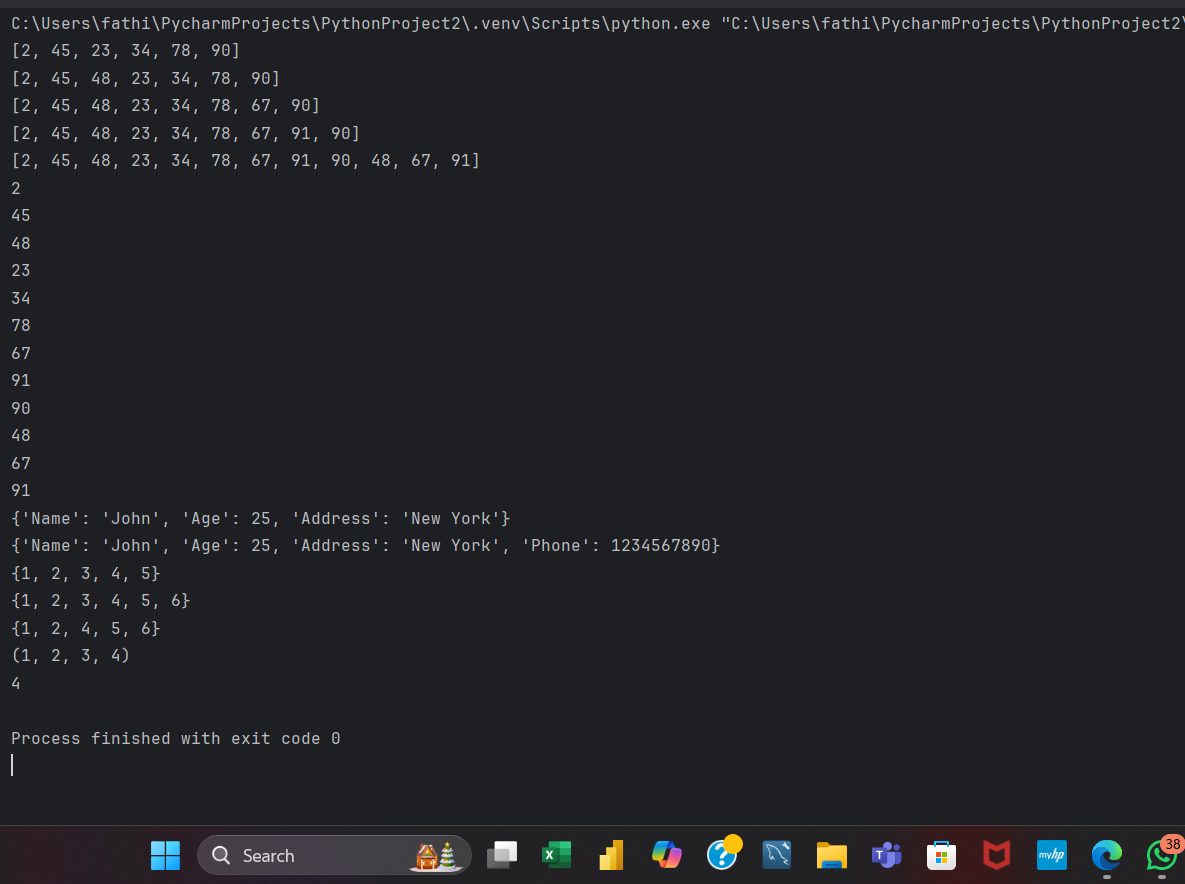 C:\Users\fathi\PycharmProjects\PythonProject2\.venv\Scripts\python.exe "C:\Users\fathi\PycharmProjects\PythonProject2\
[2, 45, 23, 34, 78, 90]
[2, 45, 48, 23, 34, 78, 90]
[2, 45, 48, 23, 34, 78, 67, 90]
[2, 45, 48, 23, 34, 78, 67, 91, 90]
[2, 45, 48, 23, 34, 78, 67, 91, 90, 48, 67, 91]
2
45
48
23
34
78
67
91
90
48
67
91
{'Name': 'John', 'Age': 25, 'Address': 'New York'}
{'Name': 'John', 'Age': 25, 'Address': 'New York', 'Phone': 1234567890}
{1, 2, 3, 4, 5}
{1, 2, 3, 4, 5, 6}
{1, 2, 4, 5, 6}
(1, 2, 3, 4)
4
Process finished with exit code 0
Search
X
?
T
myhp
38